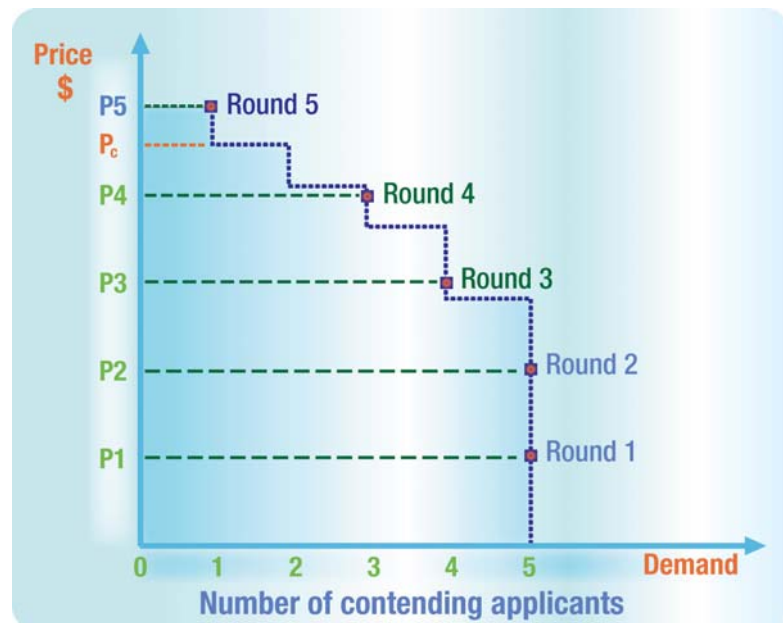 Price
$
P5
Round 5
Pc
P4
Round 4
P3
Round 3
P2
Round 2
P1
Round 1
0 1 2 3 4 5 Demand
Number of contending applicants